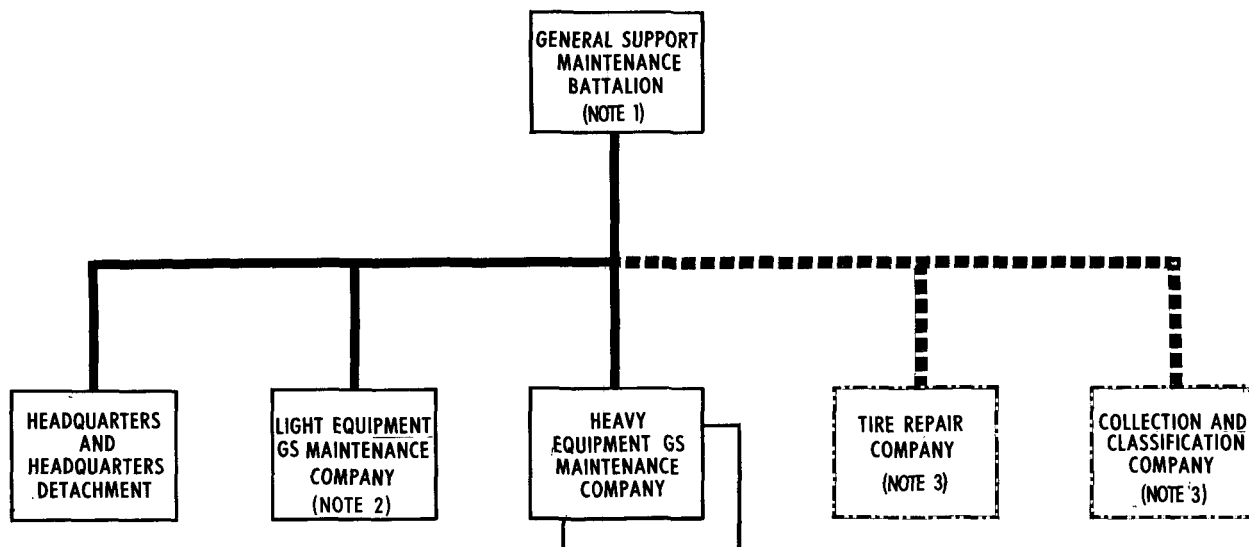 GENERAL SUPPORT
MAINTENANCE
BATTALION
(NOTE 1)
HEADQUARTERS
AND
HEADQUARTERS
DETACHMENT
LIGHT EQUIPMENT
GS MAINTENANCE
COMPANY
(NOTE 2)
HEAVY
EQUIPMENT GS
MAINTENANCE
COMPANY
TIRE REPAIR
COMPANY
(NOTE 3)
COLLECTION AND
CLASSIFICATION
COMPANY
(NOTE 3)